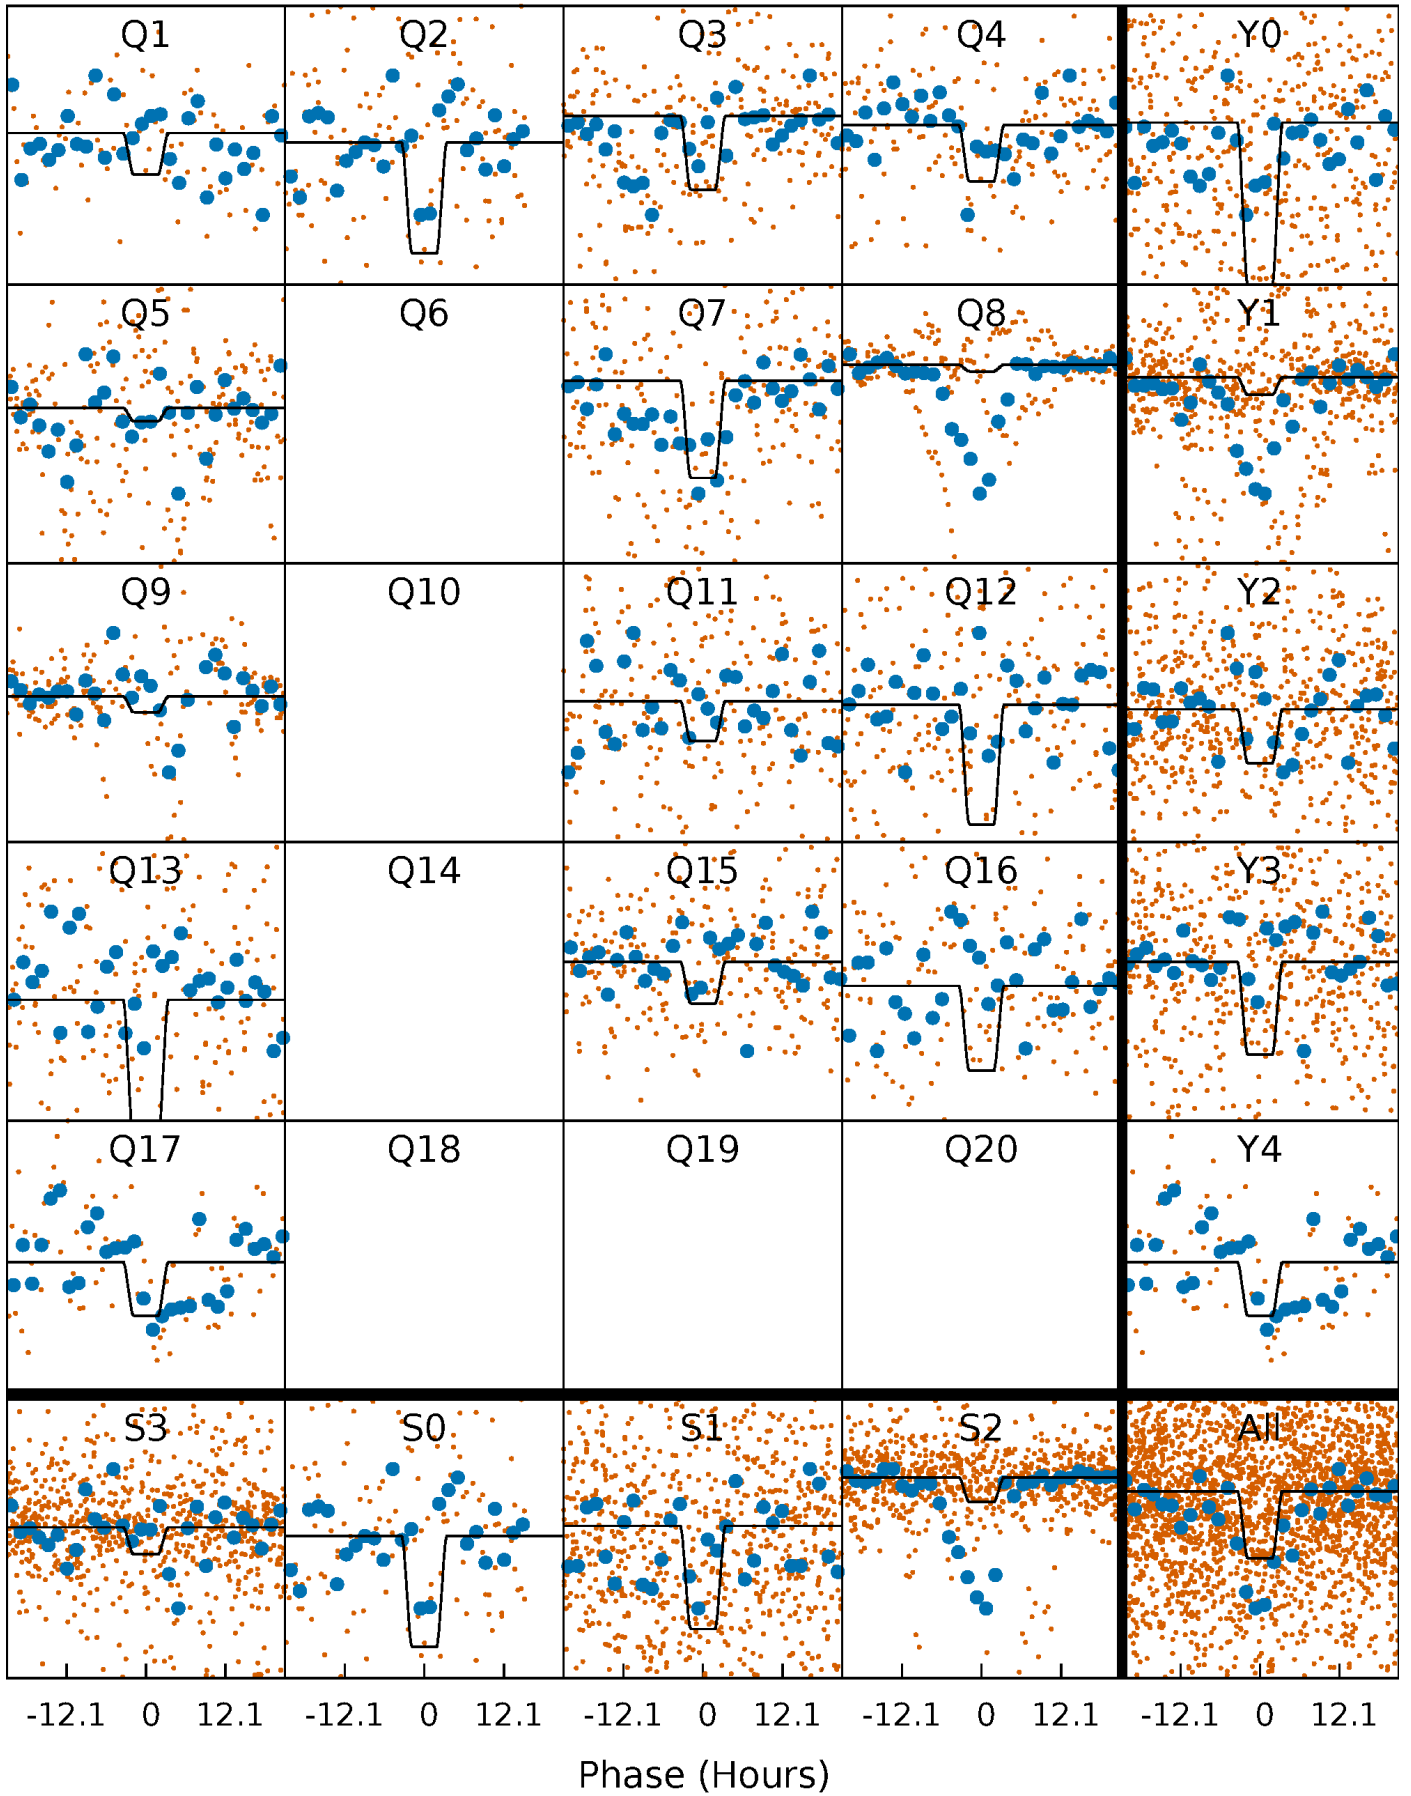 Q1 Q2 Q3 Q4 Y0
Q5 Q6 Q7 Q8 Y1
Q9 Q10 Q11 Q12 Y2
Q13 Q14 Q15 Q16 Y3
Q17 Q18 Q19 Q20 Y4
S3 S0 S1 S2 All
-12.1 0 12.1 -12.1 0 12.1 -12.1 0 12.1 -12.1 0 12.1 -12.1 0 12.1
Phase (Hours)